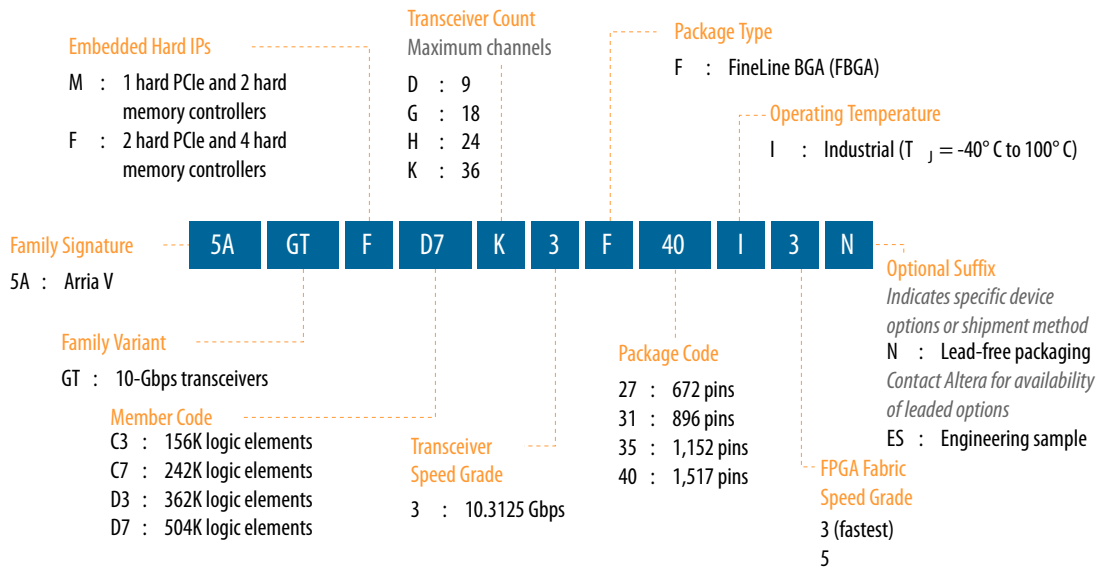 Embedded Hard IPs
M : 1 hard PCIe and 2 hard
memory controllers
F : 2 hard PCIe and 4 hard
memory controllers
Transceiver Count
Maximum channels
D : 9
G : 18
H : 24
K : 36
Package Type
F : FineLine BGA (FBGA)
Operating Temperature
I : Industrial (T J = -40° C to 100° C)
Family Signature
5A : Arria V
5A GT F D7 K 3 F 40 I 3 N
Optional Suffix
Indicates specific device
options or shipment method
N : Lead-free packaging
Contact Altera for availability
of leaded options
ES : Engineering sample
Family Variant
GT : 10-Gbps transceivers
Member Code
C3 : 156K logic elements
C7 : 242K logic elements
D3 : 362K logic elements
D7 : 504K logic elements
Transceiver
Speed Grade
3 : 10.3125 Gbps
Package Code
27 : 672 pins
31 : 896 pins
35 : 1,152 pins
40 : 1,517 pins
FPGA Fabric
Speed Grade
3 (fastest)
5